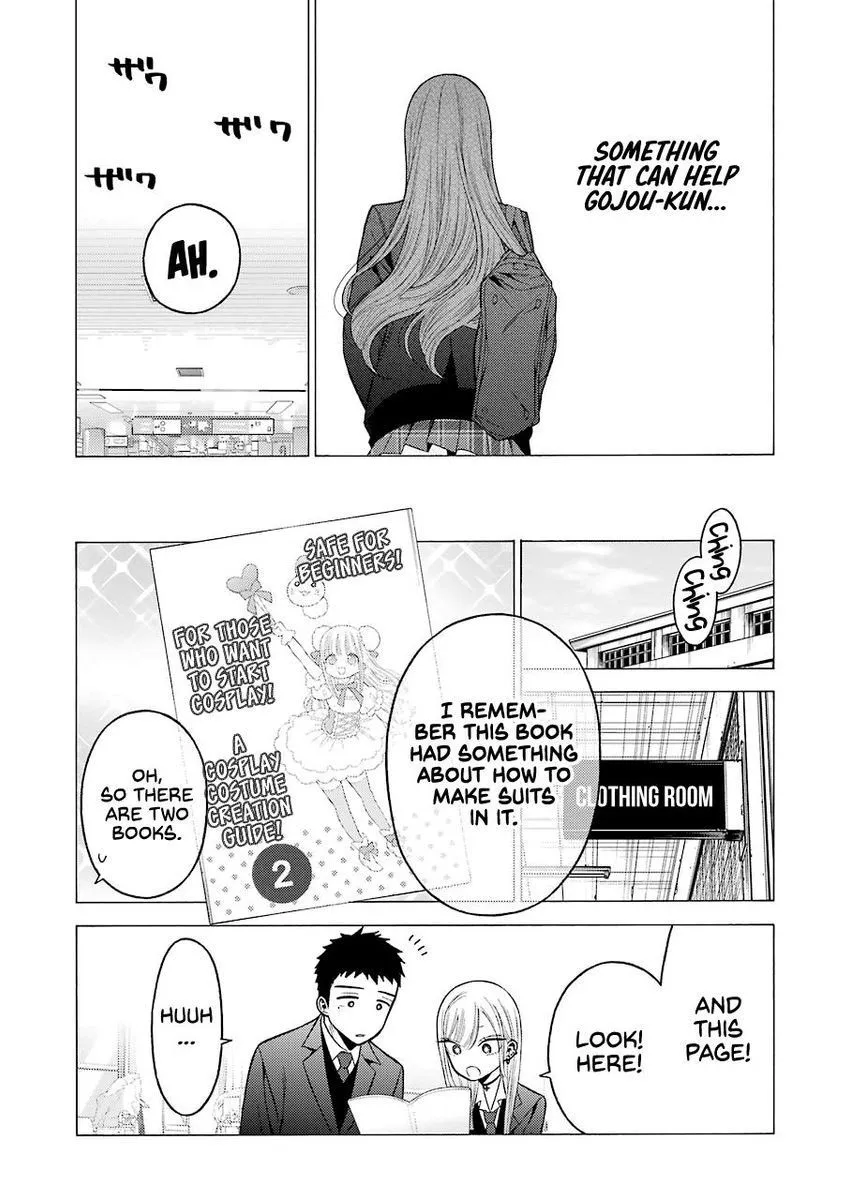 SOMETHING
THAT CAN HELP
GOJOU-KUN...
ザワ
ザワ
ザワ
AH.
Ching
Ching
CLOTHING ROOM
I REMEM-
BER THIS BOOK
HAD SOMETHING
ABOUT HOW TO
MAKE SUITS
IN IT.
SAFE FOR
BEGINNERS!
FOR THOSE
WHO WANT
TO START
COSPLAY!
A
COSPLAY
COSTUME
CREATION
GUIDE!
2
OH,
SO THERE
ARE TWO
BOOKS.
AND
THIS
PAGE!
LOOK!
HERE!
HUUH
...